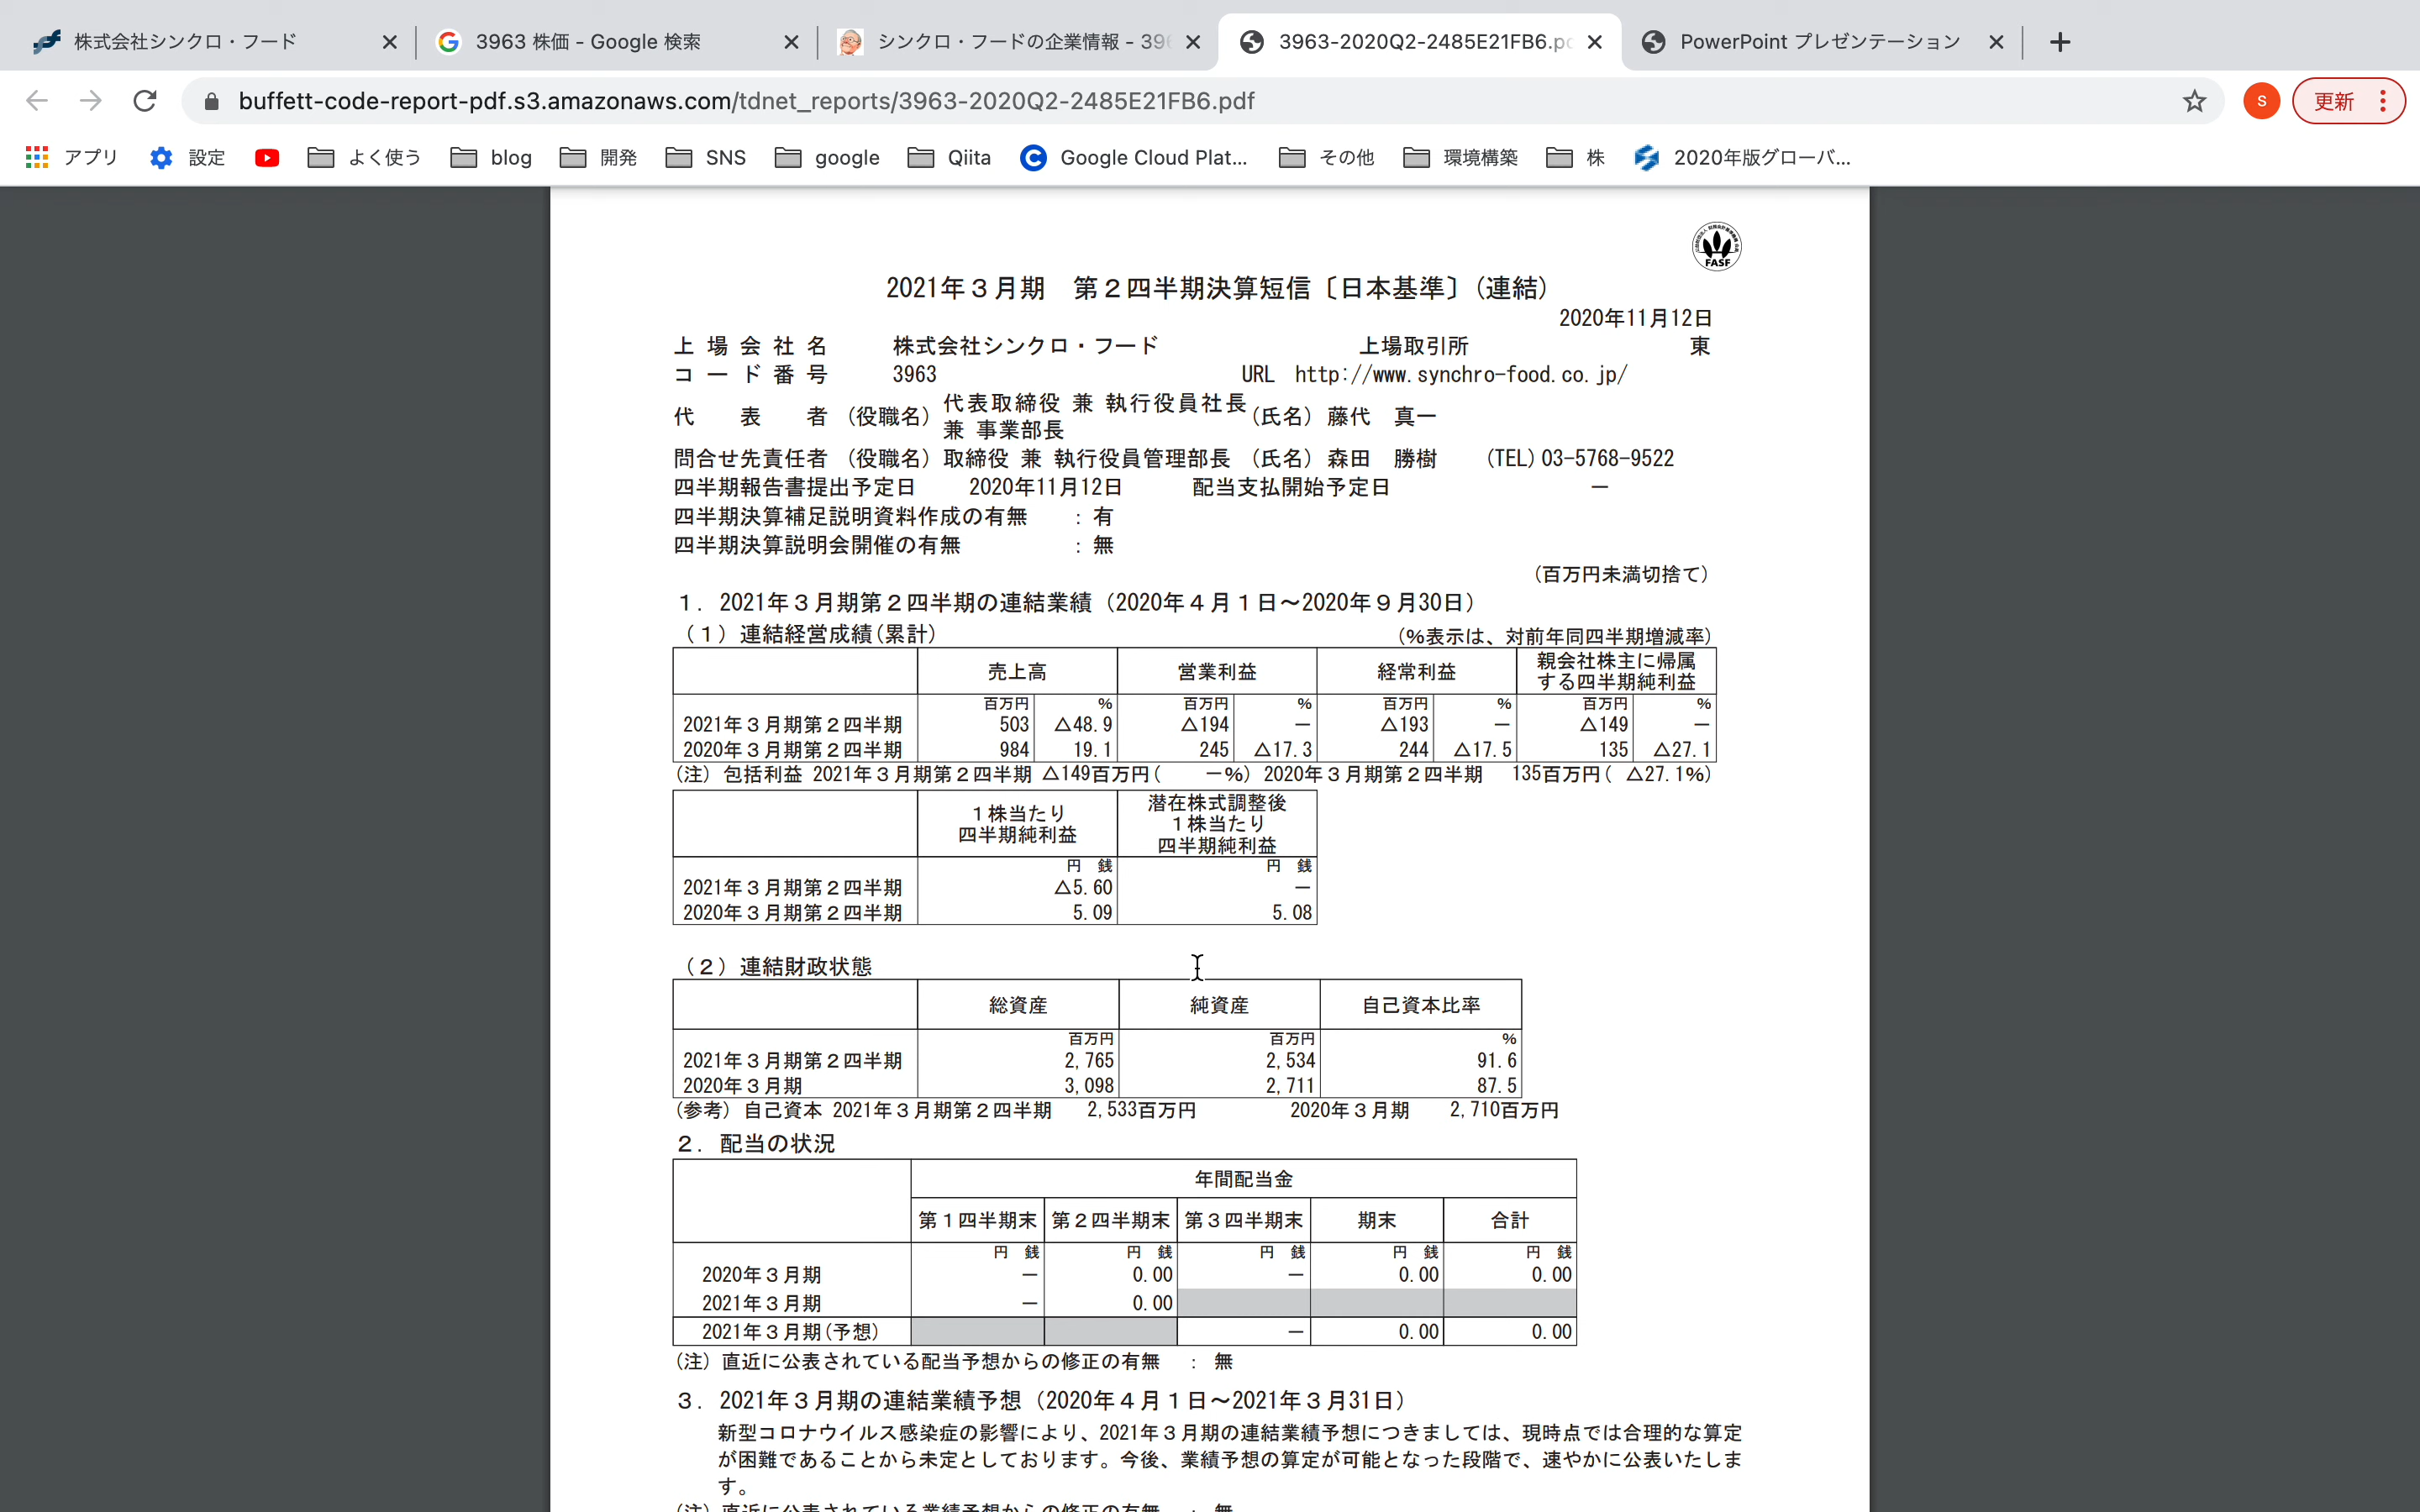 株式会社シンクロ・フード
3963 株価 - Google 検索
シンクロ・フードの企業情報 - 396
3963-2020Q2-2485E21FB6.pd
PowerPoint プレゼンテーション
buffett-code-report-pdf.s3.amazonaws.com/tdnet_reports/3963-2020Q2-2485E21FB6.pdf
s
更新
アプリ 設定 よく使う blog 開発 SNS google Qiita Google Cloud Plat... その他 環境構築 株 2020年版グローバ...
FASF
2021年3月期 第2四半期決算短信〔日本基準〕(連結)
2020年11月12日
上場会社名 株式会社シンクロ・フード 上場取引所 東
コード番号 3963 URL http://www.synchro-food.co.jp/
代表者 (役職名) 代表取締役 兼 執行役員社長 兼 事業部長 (氏名) 藤代 真一
問合せ先責任者 (役職名) 取締役 兼 執行役員管理部長 (氏名) 森田 勝樹 (TEL) 03-5768-9522
四半期報告書提出予定日 2020年11月12日 配当支払開始予定日 －
四半期決算補足説明資料作成の有無 : 有
四半期決算説明会開催の有無 : 無
(百万円未満切捨て)
1. 2021年3月期第2四半期の連結業績(2020年4月1日～2020年9月30日)
(1) 連結経営成績(累計) (%表示は、対前年同四半期増減率)
売上高 営業利益 経常利益 親会社株主に帰属する四半期純利益
百万円 % 百万円 % 百万円 % 百万円 %
2021年3月期第2四半期 503 △48.9 △194 － △193 － △149 －
2020年3月期第2四半期 984 19.1 245 △17.3 244 △17.5 135 △27.1
(注) 包括利益 2021年3月期第2四半期 △149百万円( －%) 2020年3月期第2四半期 135百万円( △27.1%)
1株当たり四半期純利益 潜在株式調整後1株当たり四半期純利益
円 銭 円 銭
2021年3月期第2四半期 △5.60 －
2020年3月期第2四半期 5.09 5.08
(2) 連結財政状態
総資産 純資産 自己資本比率
百万円 百万円 %
2021年3月期第2四半期 2,765 2,534 91.6
2020年3月期 3,098 2,711 87.5
(参考) 自己資本 2021年3月期第2四半期 2,533百万円 2020年3月期 2,710百万円
2. 配当の状況
年間配当金
第1四半期末 第2四半期末 第3四半期末 期末 合計
円 銭 円 銭 円 銭 円 銭 円 銭
2020年3月期 － 0.00 － 0.00 0.00
2021年3月期 － 0.00
2021年3月期(予想) － 0.00 0.00
(注) 直近に公表されている配当予想からの修正の有無 : 無
3. 2021年3月期の連結業績予想(2020年4月1日～2021年3月31日)
新型コロナウイルス感染症の影響により、2021年3月期の連結業績予想につきましては、現時点では合理的な算定
が困難であることから未定としております。今後、業績予想の算定が可能となった段階で、速やかに公表いたしま
す。
(注) 直近に公表されている業績予想からの修正の有無 : 無